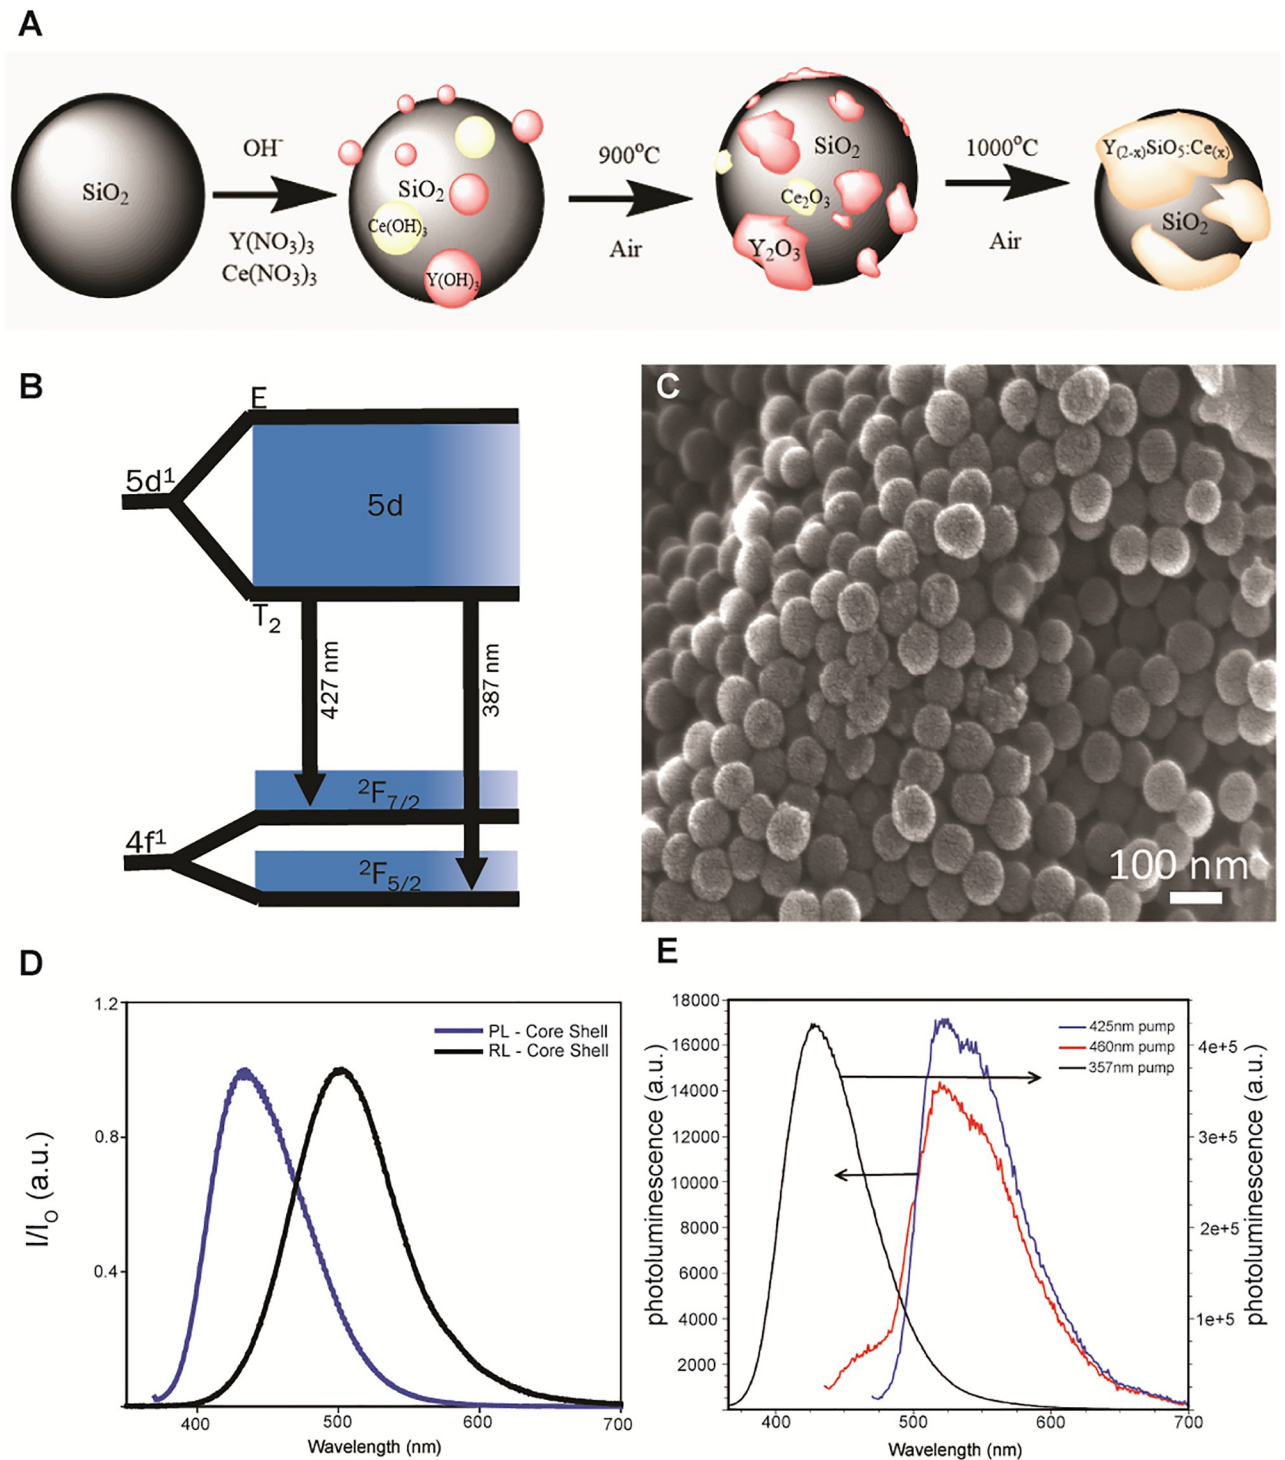 A
SiO₂
OH⁻
Y(NO₃)₃
Ce(NO₃)₃
SiO₂
Ce(OH)₃
Y(OH)₃
900°C
Air
SiO₂
Ce₂O₃
Y₂O₃
1000°C
Air
Y₍₂₋ₓ₎SiO₅:Ce₍ₓ₎
SiO₂
B
E
5d¹
5d
T₂
427 nm
387 nm
²F₇/₂
4f¹
²F₅/₂
C
100 nm
D
1.2
0.8
0.4
I/I₀ (a.u.)
PL - Core Shell
RL - Core Shell
400 500 600 700
Wavelength (nm)
E
18000
16000
14000
12000
10000
8000
6000
4000
2000
photoluminescence (a.u.)
425nm pump
460nm pump
357nm pump
4e+5
3e+5
2e+5
1e+5
photoluminescence (a.u.)
400 500 600 700
Wavelength (nm)